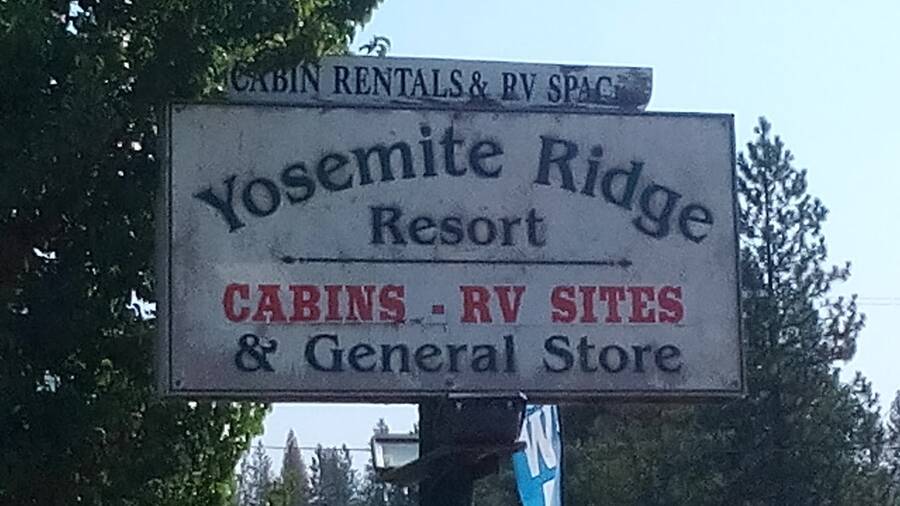 CABIN RENTALS & RV SPAC
Yosemite Ridge
Resort
CABINS - RV SITES
& General Store
W